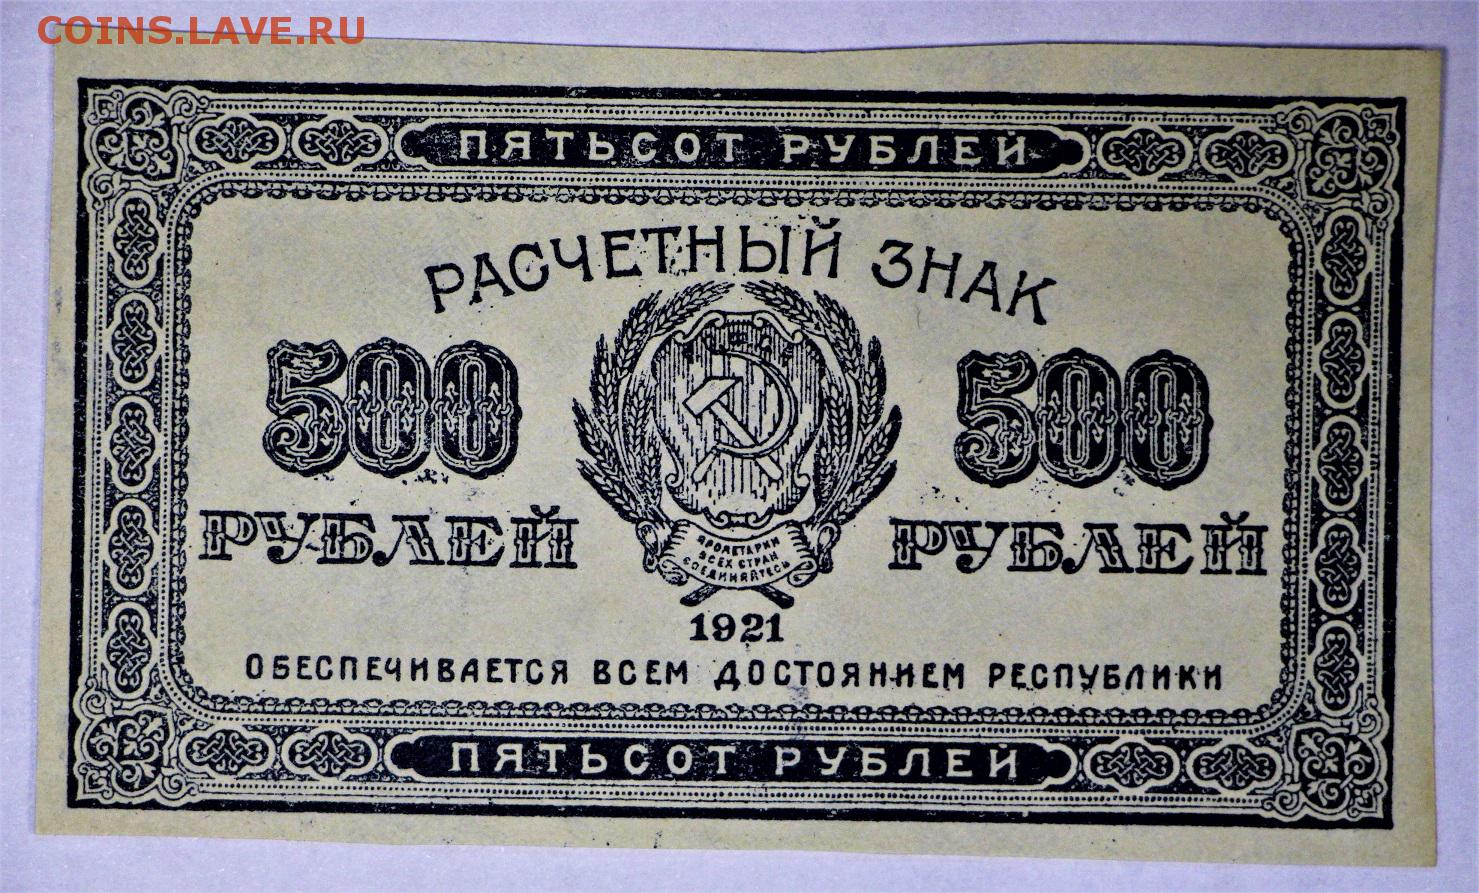 COINS.LAVE.RU
ПЯТЬСОТ РУБЛЕЙ
РАСЧЕТНЫЙ ЗНАК
500 500
РУБЛЕЙ РУБЛЕЙ
ПРОЛЕТАРИИ
ВСЕХ СТРАН
СОЕДИНЯЙТЕСЬ
1921
ОБЕСПЕЧИВАЕТСЯ ВСЕМ ДОСТОЯНИЕМ РЕСПУБЛИКИ
ПЯТЬСОТ РУБЛЕЙ